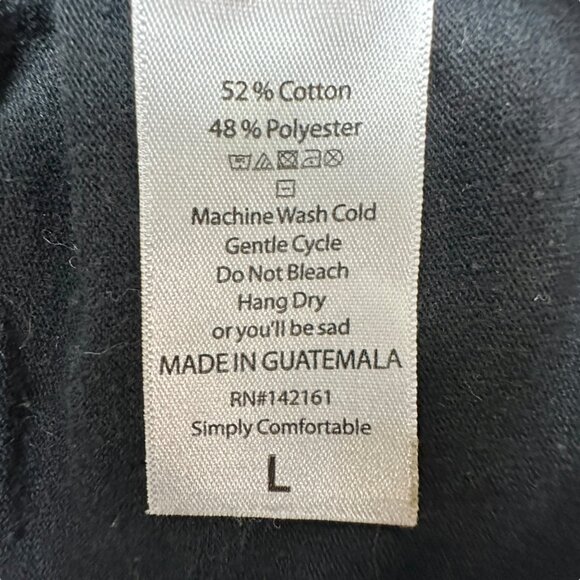 52 % Cotton
48 % Polyester
Machine Wash Cold
Gentle Cycle
Do Not Bleach
Hang Dry
or you'll be sad
MADE IN GUATEMALA
RN#142161
Simply Comfortable
L